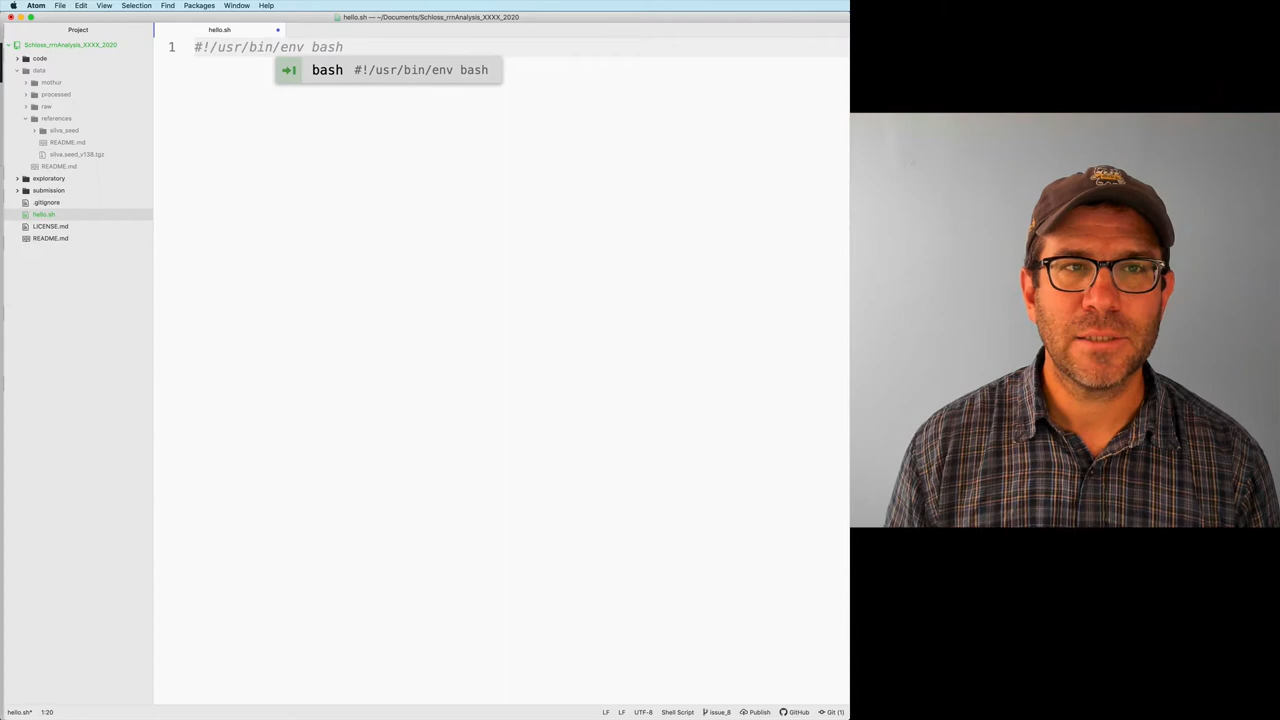 Atom File Edit View Selection Find Packages Window Help
hello.sh — ~/Documents/Schloss_rrnAnalysis_XXXX_2020
Project
hello.sh
Schloss_rrnAnalysis_XXXX_2020
code
data
mothur
processed
raw
references
silva_seed
README.md
silva.seed_v138.tgz
README.md
exploratory
submission
.gitignore
hello.sh
LICENSE.md
README.md
1 #!/usr/bin/env bash
bash #!/usr/bin/env bash
hello.sh* 1:20 LF LF UTF-8 Shell Script issue_8 Publish GitHub Git (1)